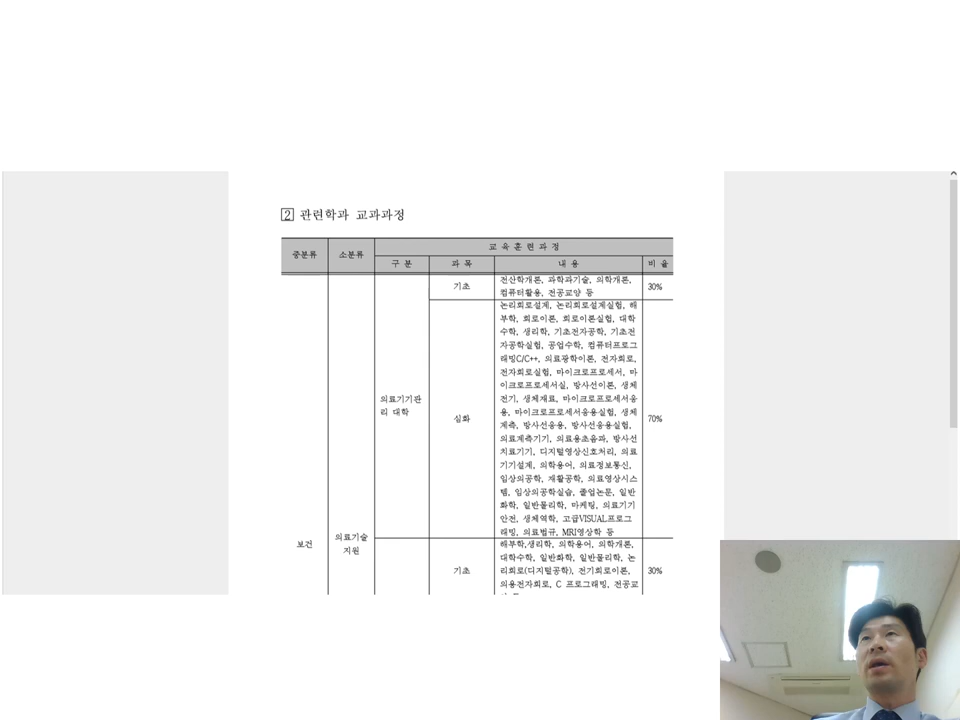 2 관련학과 교과과정
중분류 소분류 교 육 훈 련 과 정
구 분 과 목 내 용 비 율
기초 전산학개론, 과학과기술, 의학개론, 30%
컴퓨터활용, 전공교양 등
논리회로설계, 논리회로설계실험, 해
부학, 회로이론, 회로이론실험, 대학
수학, 생리학, 기초전자공학, 기초전
자공학실험, 공업수학, 컴퓨터프로그
래밍C/C++, 의료광학이론, 전자회로,
전자회로실험, 마이크로프로세서, 마
이크로프로세서실, 방사선이론, 생체
전기, 생체재료, 마이크로프로세서응
용, 마이크로프로세서응용실험, 생체
계측, 방사선응용, 방사선응용실험,
의료계측기기, 의료용초음파, 방사선
치료기기, 디지털영상신호처리, 의료
기기설계, 의학용어, 의료정보통신,
임상의공학, 재활공학, 의료영상시스
템, 임상의공학실습, 졸업논문, 일반
화학, 일반물리학, 마케팅, 의료기기
안전, 생체역학, 고급VISUAL프로그
래밍, 의료법규, MRI영상학 등
의료기기관
리 대학
심화
70%
보건
의료기술
지원
기초
해부학,생리학, 의학용어, 의학개론,
대학수학, 일반화학, 일반물리학, 논
리회로(디지털공학), 전기회로이론,
의용전자회로, C 프로그래밍, 전공교
30%